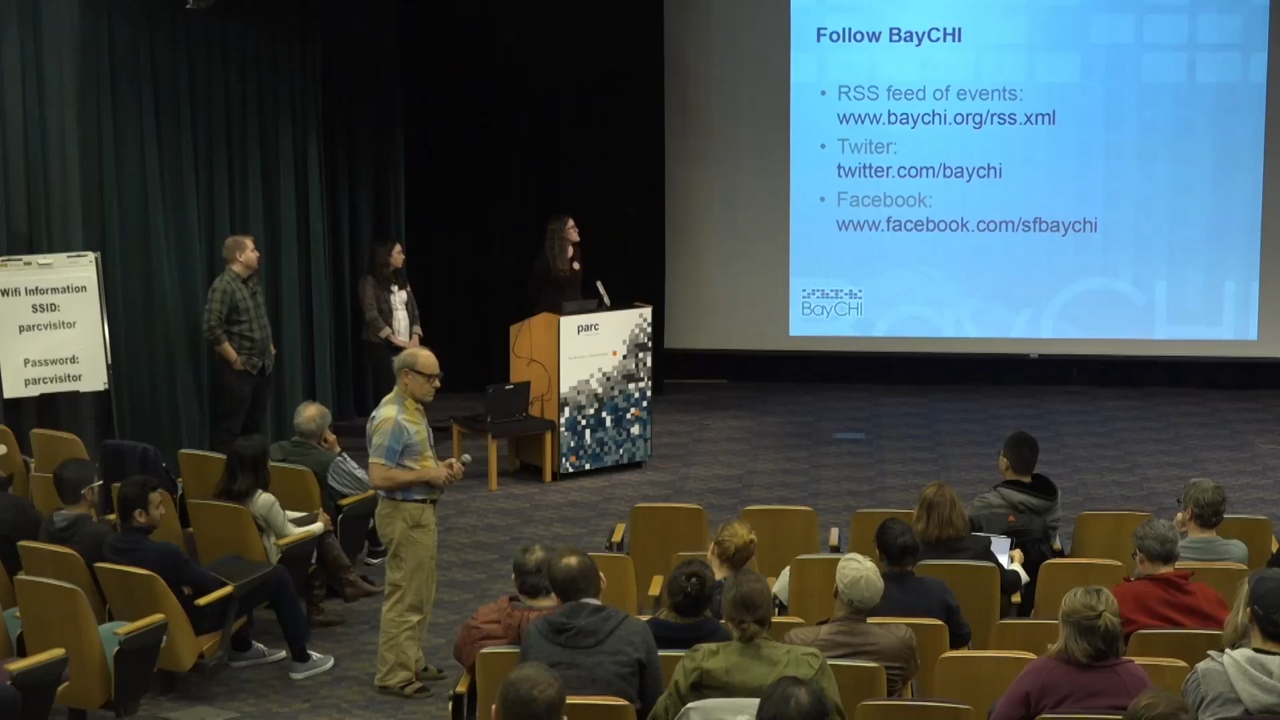 Follow BayCHI
• RSS feed of events:
www.baychi.org/rss.xml
• Twiter:
twitter.com/baychi
• Facebook:
www.facebook.com/sfbaychi
BayCHI
Wifi Information
SSID:
parcvisitor
Password:
parcvisitor
parc